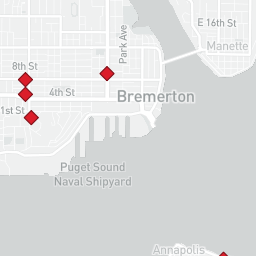 E 16th St
Park Ave
Manette
8th St
4th St
Bremerton
1st St
Puget Sound
Naval Shipyard
Annapolis